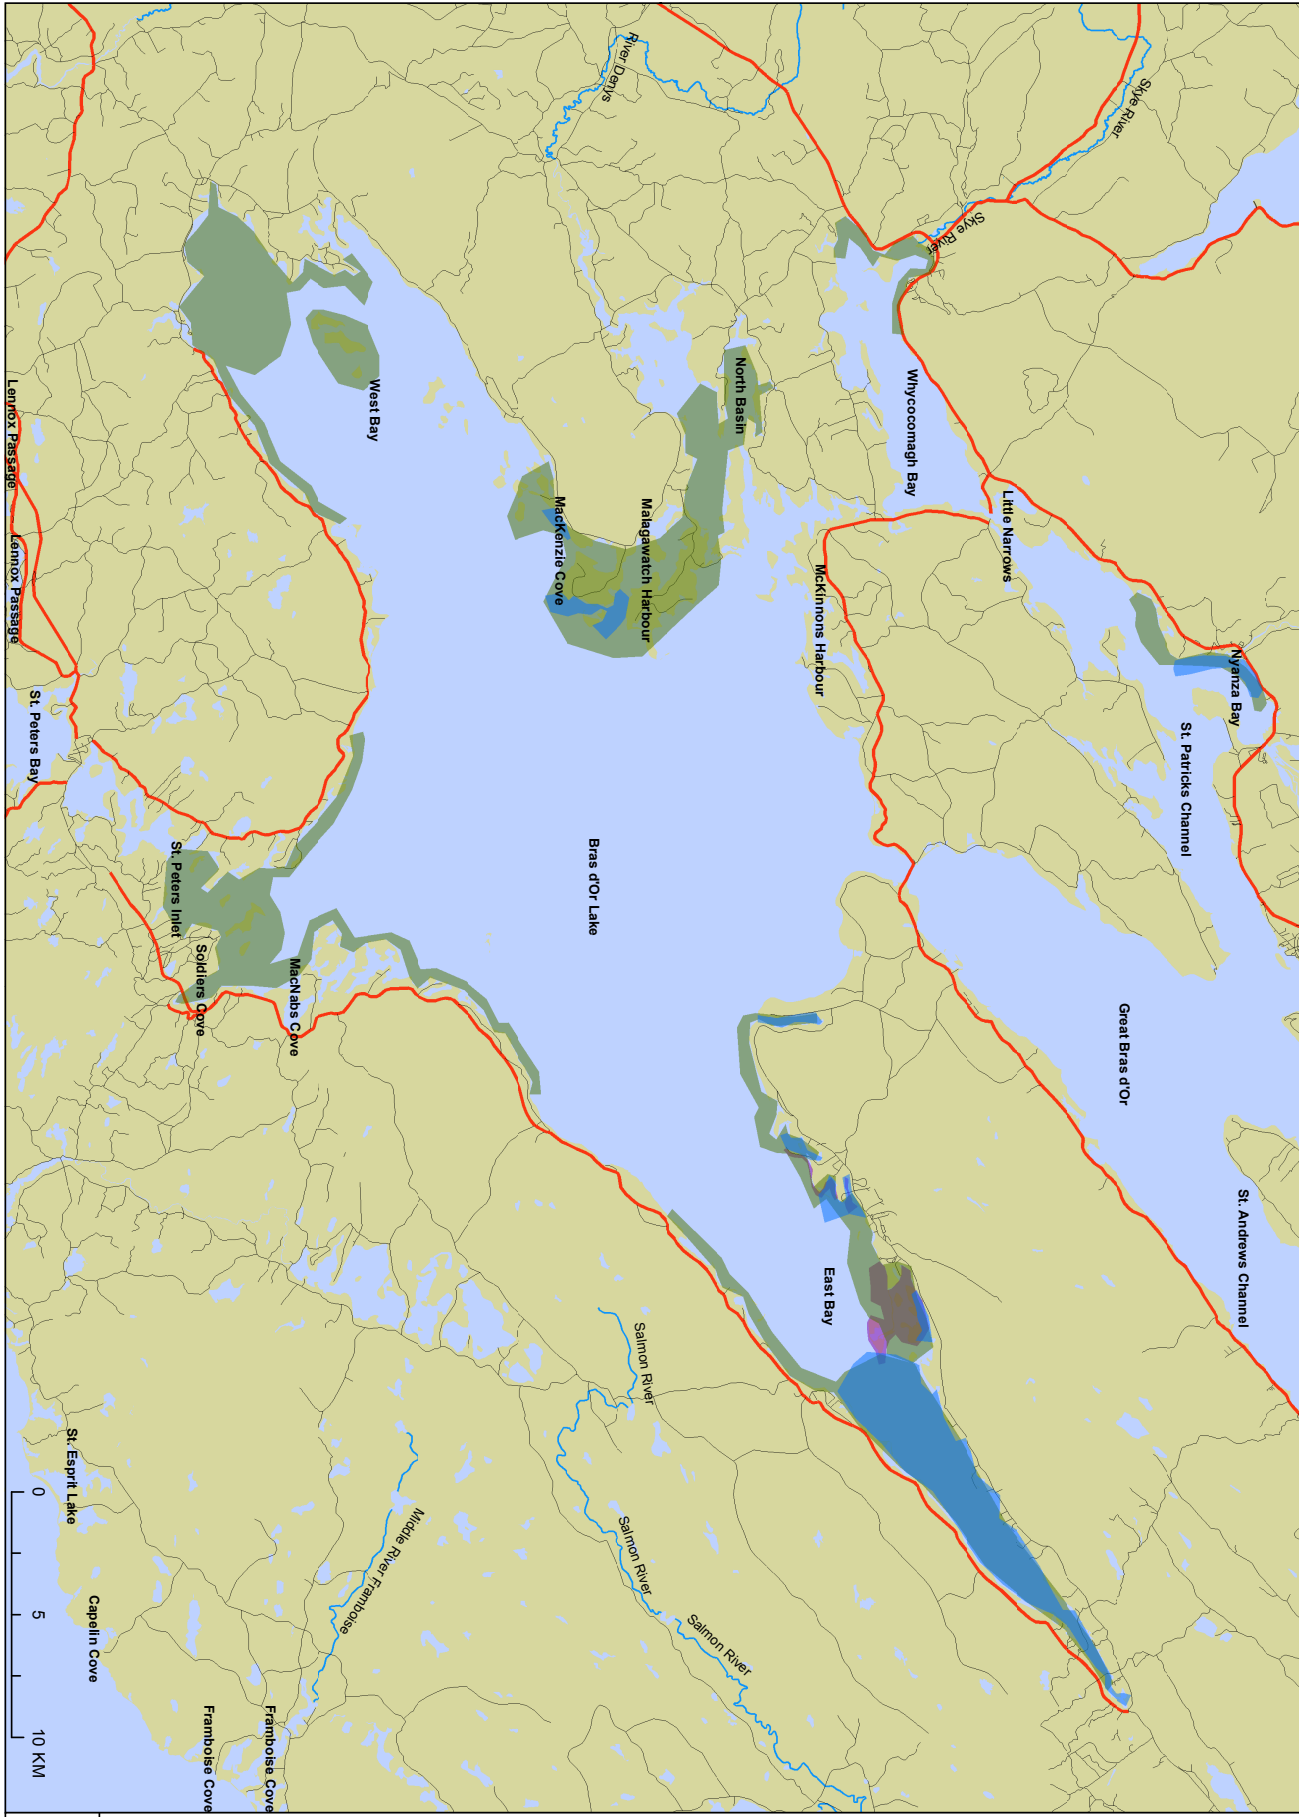 Skye River
Skye River
River Denys
Nyanza Bay
St. Patricks Channel
St. Andrews Channel
Great Bras d'Or
Little Narrows
Whycocomagh Bay
McKinnons Harbour
North Basin
Malagawatch Harbour
MacKenzie Cove
West Bay
Bras d'Or Lake
East Bay
Lennox Passage
Lennox Passage
St. Peters Bay
St. Peters Inlet
Soldiers Cove
MacNabs Cove
Salmon River
Salmon River
Salmon River
Middle River Framboise
St. Esprit Lake
Capelin Cove
Framboise Cove
Framboise Cove
0 5 10 KM